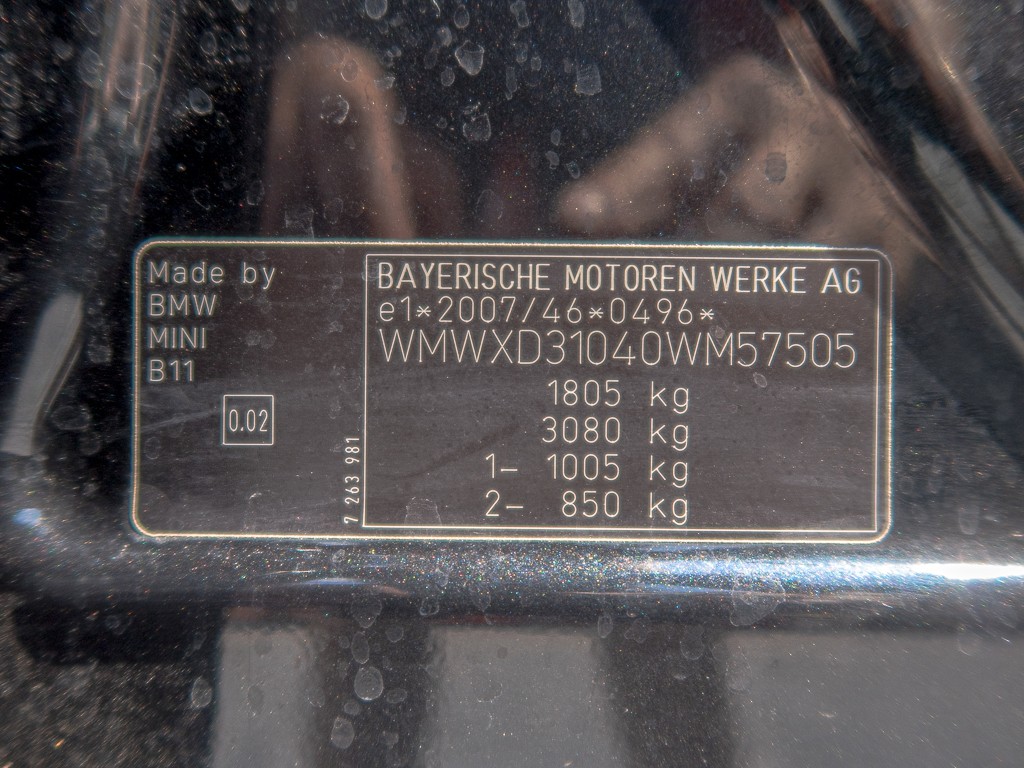 Made by
BMW
MINI
B11
0.02
7 263 981
BAYERISCHE MOTOREN WERKE AG
e1*2007/46*0496*
WMWXD31040WM57505
1805 kg
3080 kg
1- 1005 kg
2- 850 kg